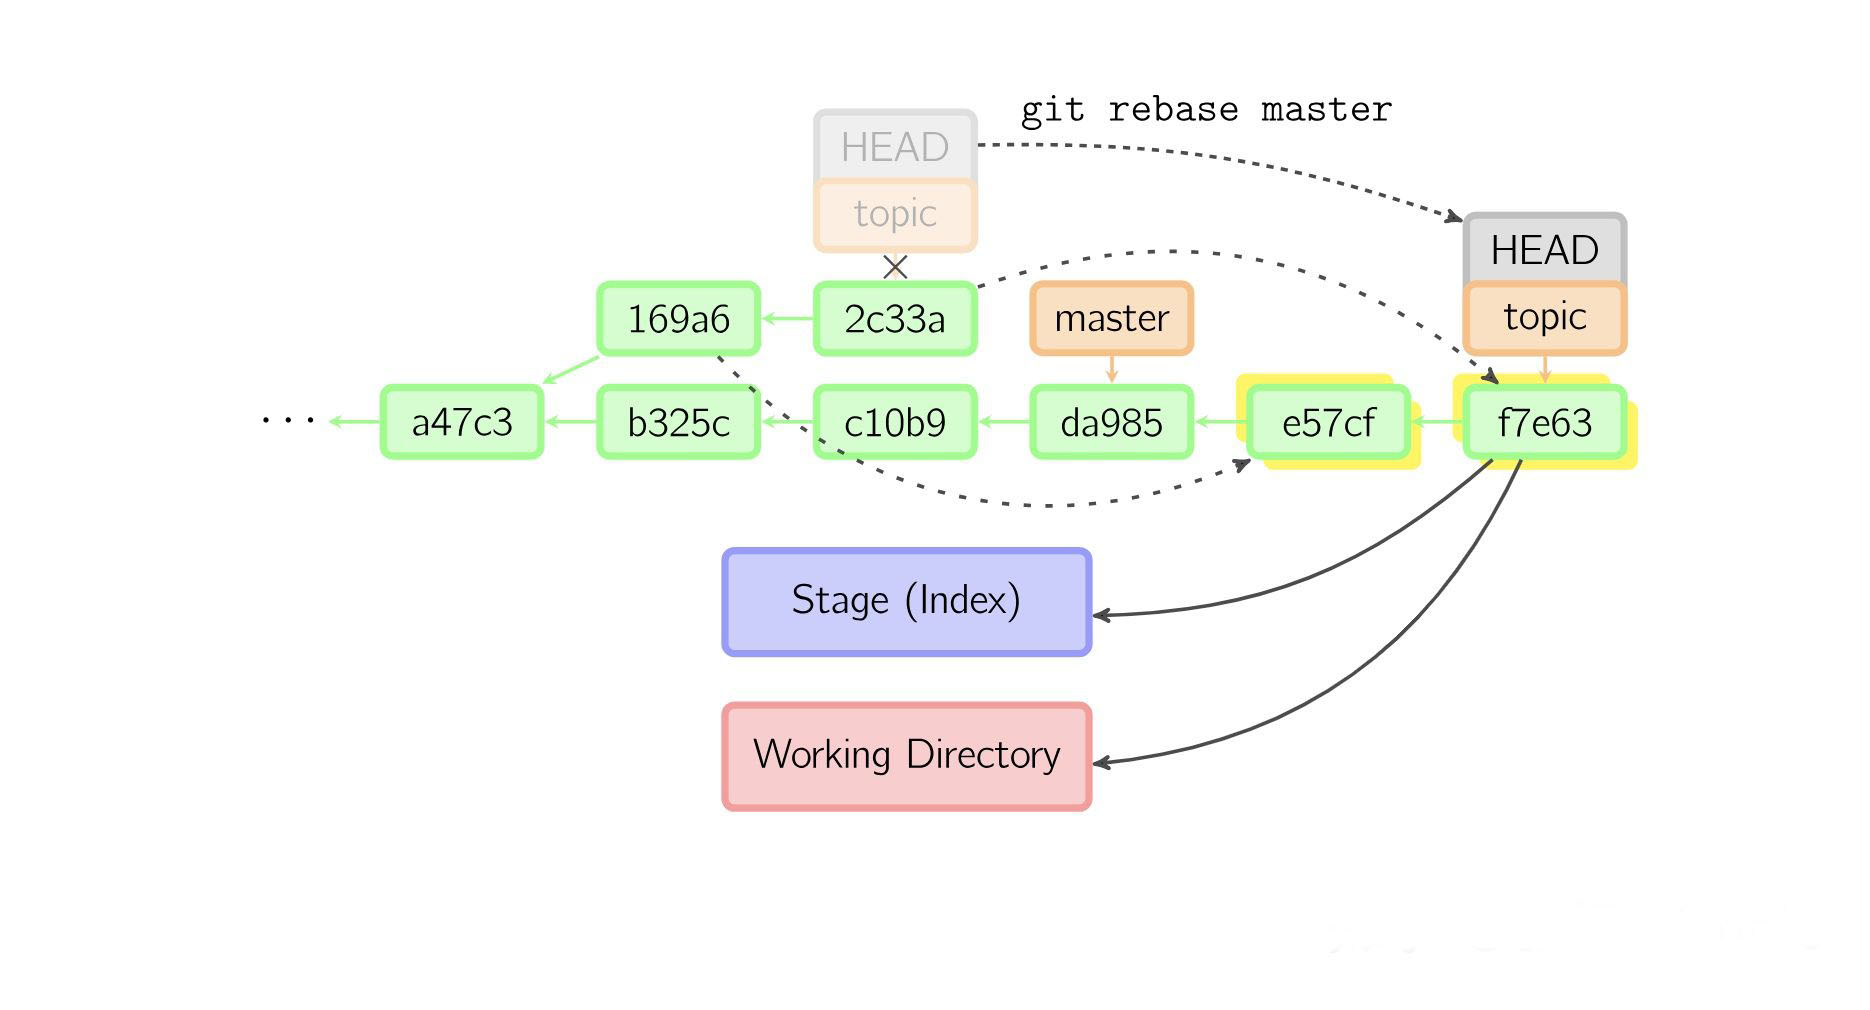 git rebase master
HEAD
topic
HEAD
topic
169a6
2c33a
master
... a47c3 b325c c10b9 da985 e57cf f7e63
Stage (Index)
Working Directory